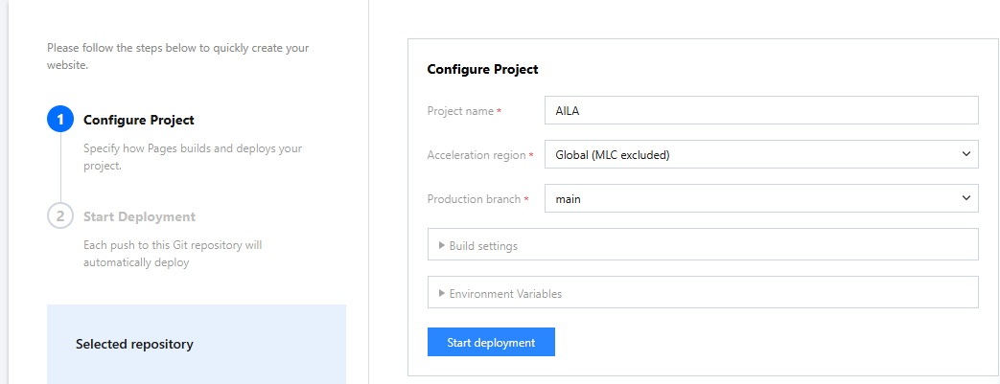 Please follow the steps below to quickly create your
website.
1
Configure Project
Specify how Pages builds and deploys your
project.
2
Start Deployment
Each push to this Git repository will
automatically deploy
Selected repository
Configure Project
Project name *
AILA
Acceleration region *
Global (MLC excluded)
Production branch *
main
Build settings
Environment Variables
Start deployment